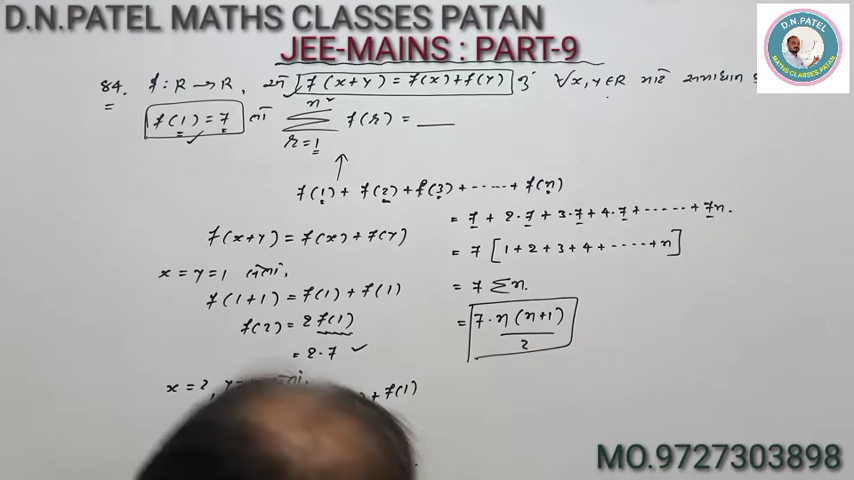 D.N.PATEL MATHS CLASSES PATAN
JEE-MAINS : PART-9
D.N.PATEL
MATHS CLASSES PATAN
84. f : R → R, f(x+y) = f(x)+f(y) ∀x,y∈R માટે
f(1) = 7 તો n Σ r=1 f(r) = ___
f(1) + f(2) + f(3) + ..... + f(n)
f(x+y) = f(x) + f(y)
x = y = 1 લેતાં,
f(1+1) = f(1) + f(1)
f(2) = 2 f(1)
= 2·7 ✓
x = 2, + f(1)
= 7 + 2·7 + 3·7 + 4·7 + ..... + 7n.
= 7 [1+2+3+4+.....+n]
= 7 Σn.
= 7·n(n+1)/2
MO.9727303898